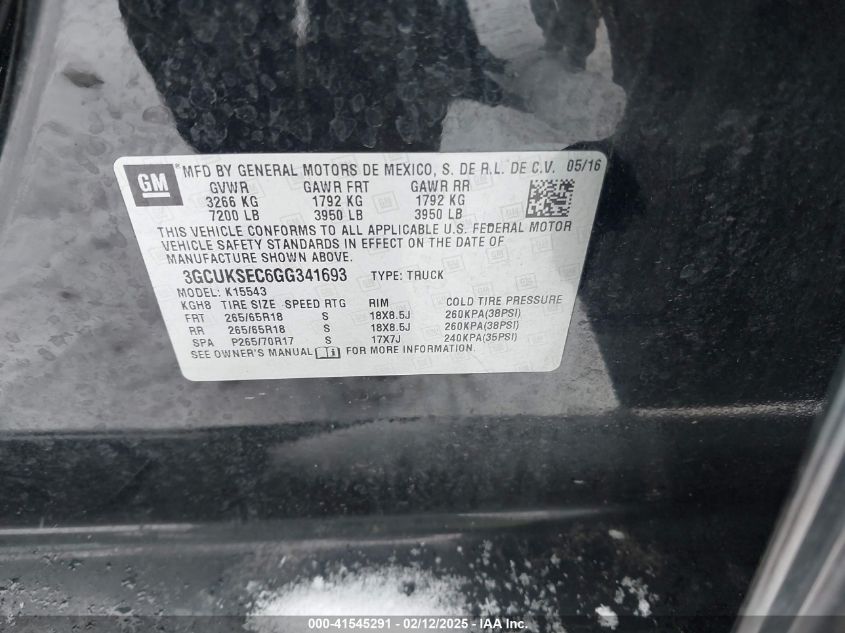 GM ® MFD BY GENERAL MOTORS DE MEXICO, S. DE R.L. DE C.V. 05/16
GVWR GAWR FRT GAWR RR
3266 KG 1792 KG 1792 KG
7200 LB 3950 LB 3950 LB
THIS VEHICLE CONFORMS TO ALL APPLICABLE U.S. FEDERAL MOTOR
VEHICLE SAFETY STANDARDS IN EFFECT ON THE DATE OF
MANUFACTURE SHOWN ABOVE.
3GCUKSEC6GG341693 TYPE: TRUCK
MODEL: K15543
KGH8 TIRE SIZE SPEED RTG RIM COLD TIRE PRESSURE
FRT 265/65R18 S 18X8.5J 260KPA(38PSI)
RR 265/65R18 S 18X8.5J 260KPA(38PSI)
SPA P265/70R17 S 17X7J 240KPA(35PSI)
SEE OWNER'S MANUAL FOR MORE INFORMATION.
000-41545291 - 02/12/2025 - IAA Inc.